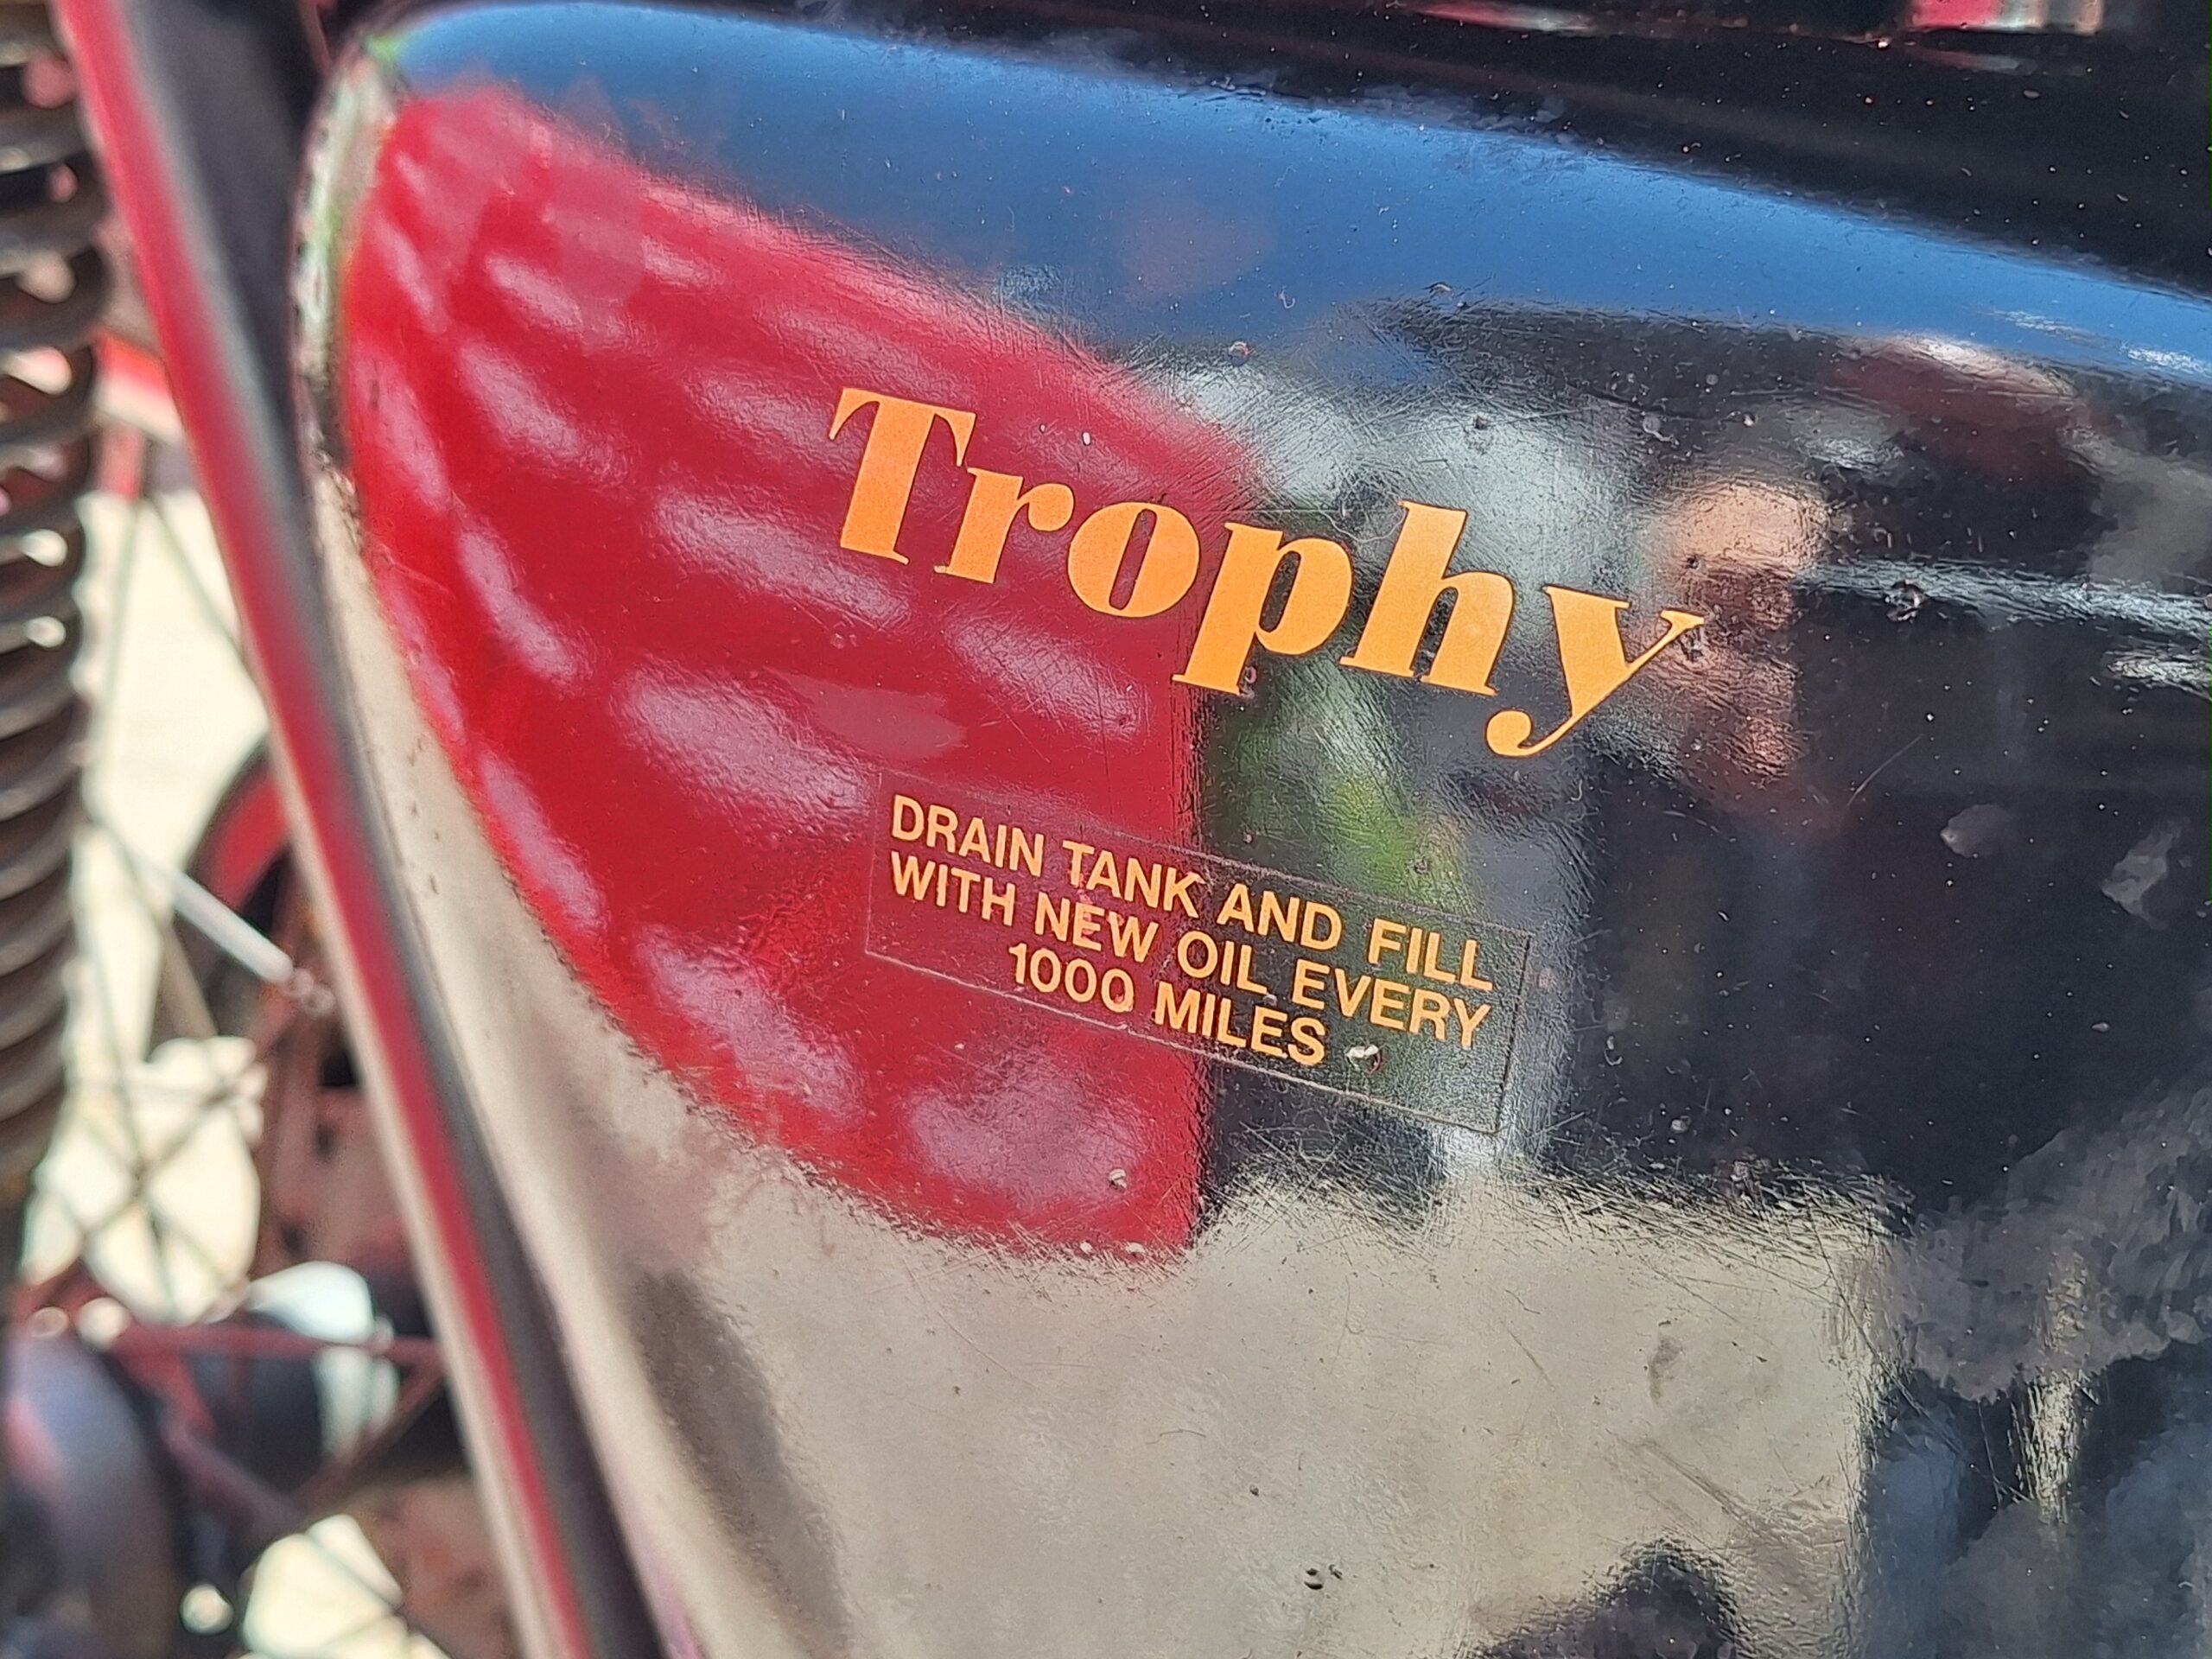 Trophy
DRAIN TANK AND FILL
WITH NEW OIL EVERY
1000 MILES